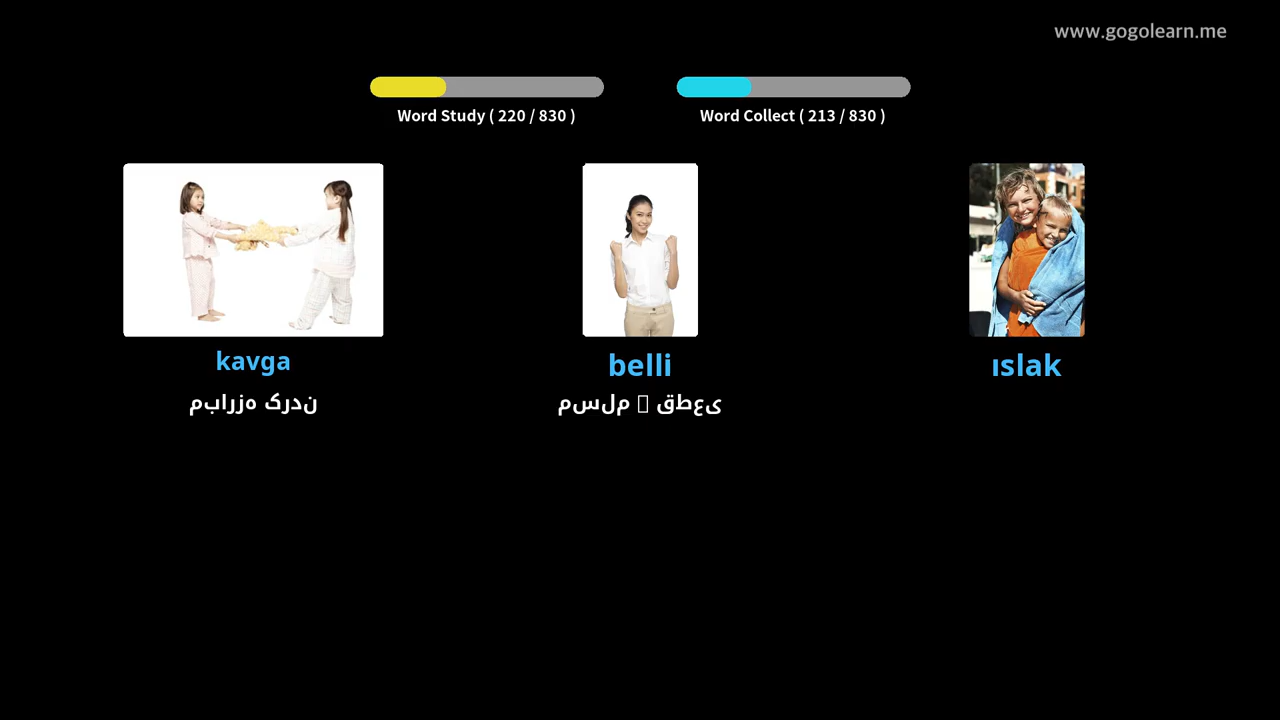 www.gogolearn.me
Word Study ( 220 / 830 )
Word Collect ( 213 / 830 )
kavga
belli
ıslak
مبارزه کردن
مسلم ▯ قطعی